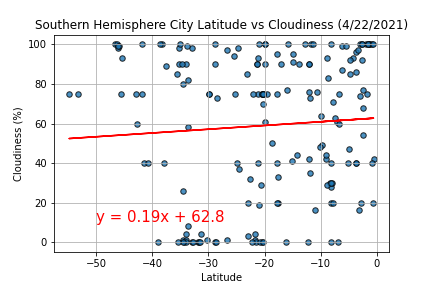 Southern Hemisphere City Latitude vs Cloudiness (4/22/2021)
100
80
60
40
20
0
Cloudiness (%)
y = 0.19x + 62.8
−50 −40 −30 −20 −10 0
Latitude